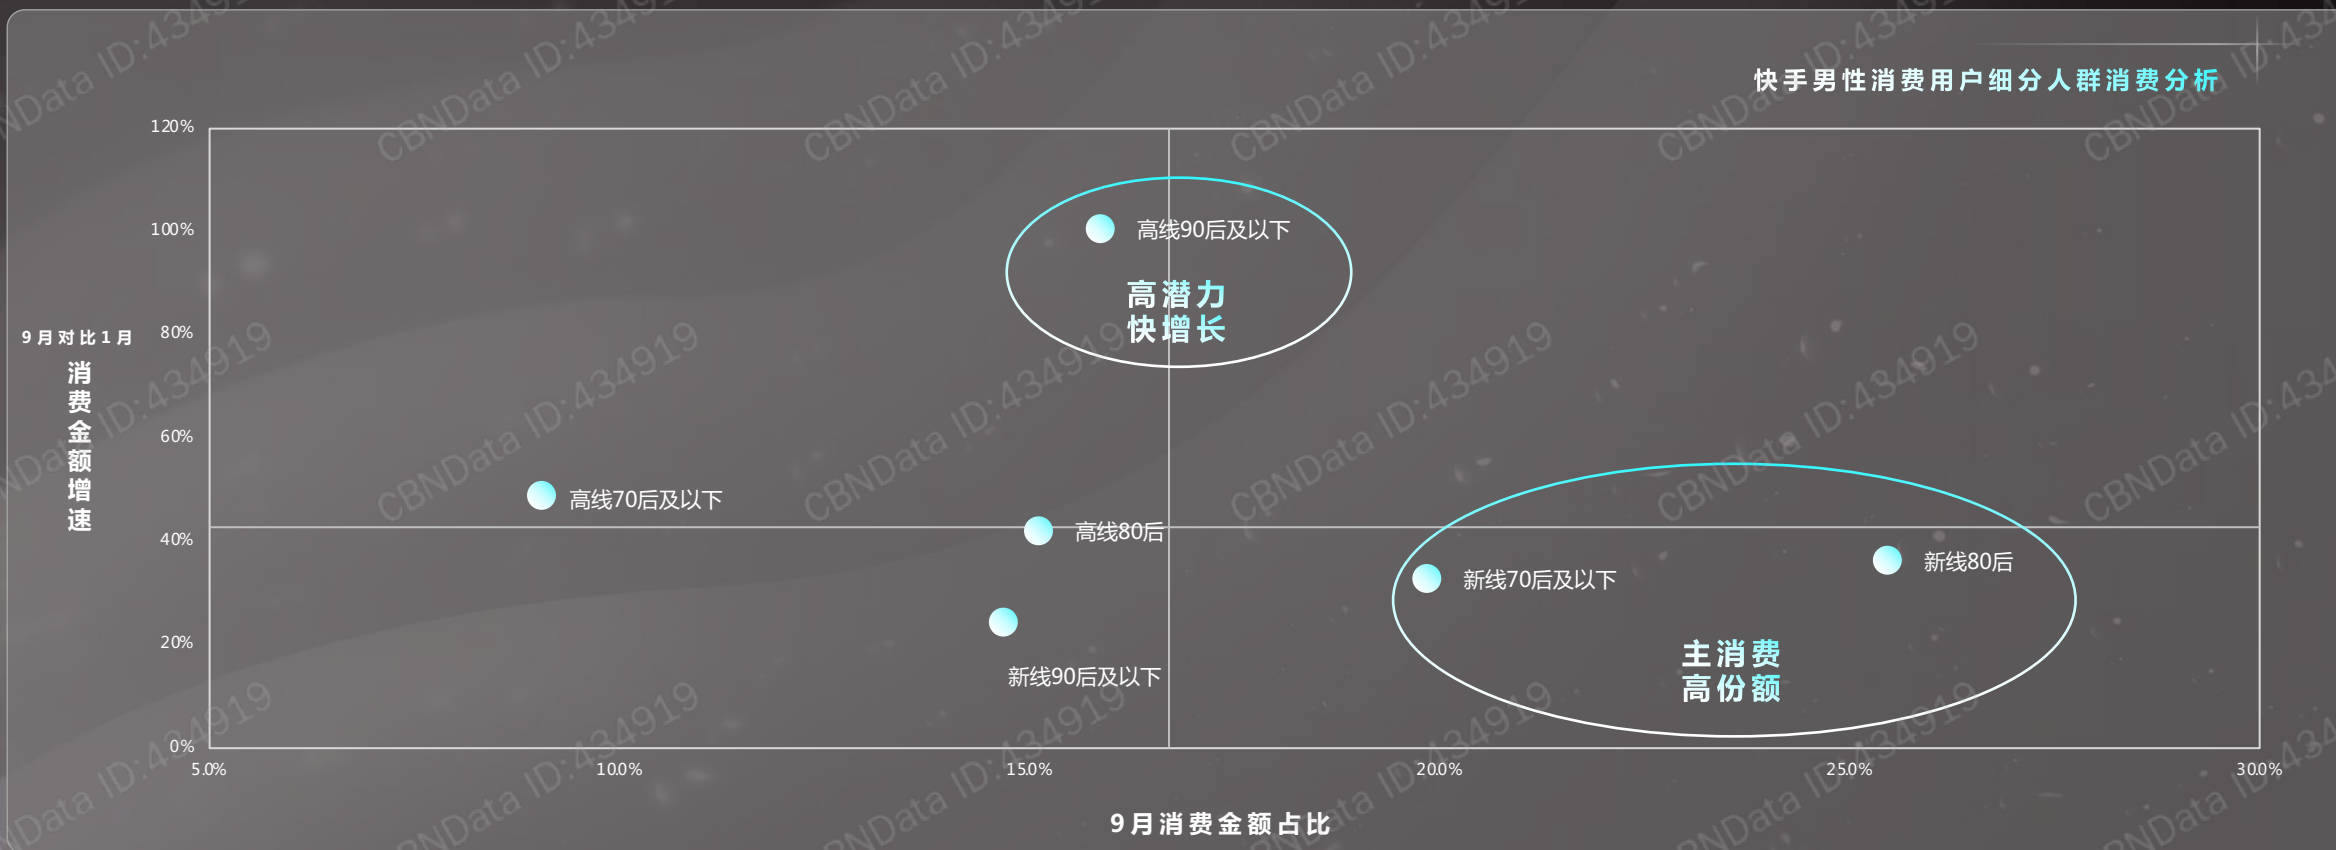 快手男性消费用户细分人群消费分析
120%
100%
80%
60%
40%
20%
0%
9月对比1月
消费金额增速
高线90后及以下
高潜力
快增长
高线70后及以下
高线80后
新线90后及以下
新线70后及以下
新线80后
主消费
高份额
5.0%
10.0%
15.0%
20.0%
25.0%
30.0%
9月消费金额占比
CBNData ID:434919